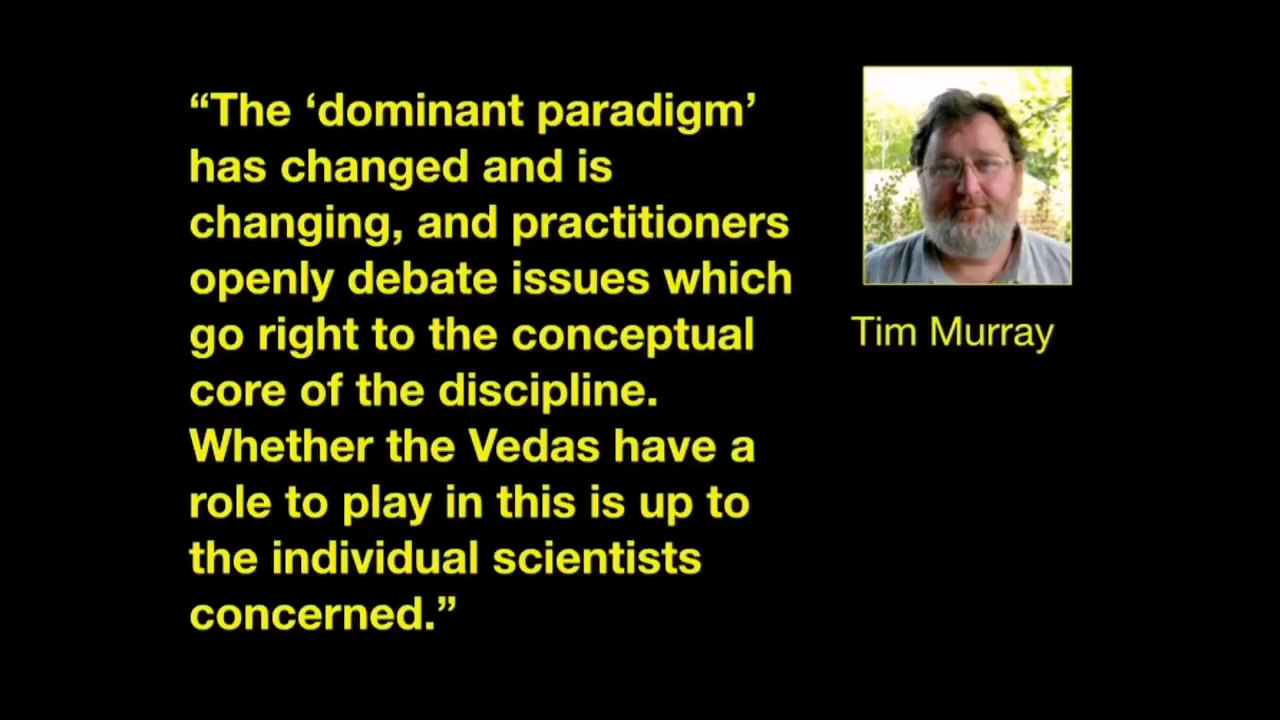 “The ‘dominant paradigm’
has changed and is
changing, and practitioners
openly debate issues which
go right to the conceptual
core of the discipline.
Whether the Vedas have a
role to play in this is up to
the individual scientists
concerned.”
Tim Murray